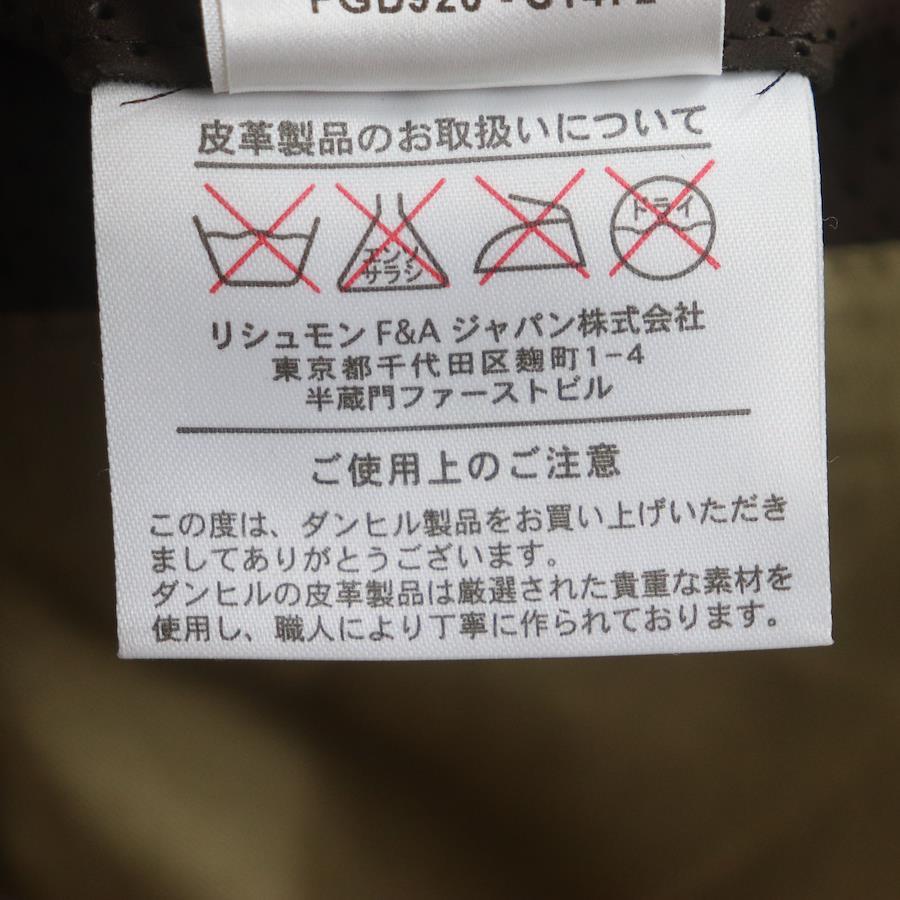 皮革製品のお取扱いについて
エンソ
サラシ
ドライ
リシュモン F&A ジャパン株式会社
東京都千代田区麹町1-4
半蔵門ファーストビル
ご使用上のご注意
この度は、ダンヒル製品をお買い上げいただき
ましてありがとうございます。
ダンヒルの皮革製品は厳選された貴重な素材を
使用し、職人により丁寧に作られております。